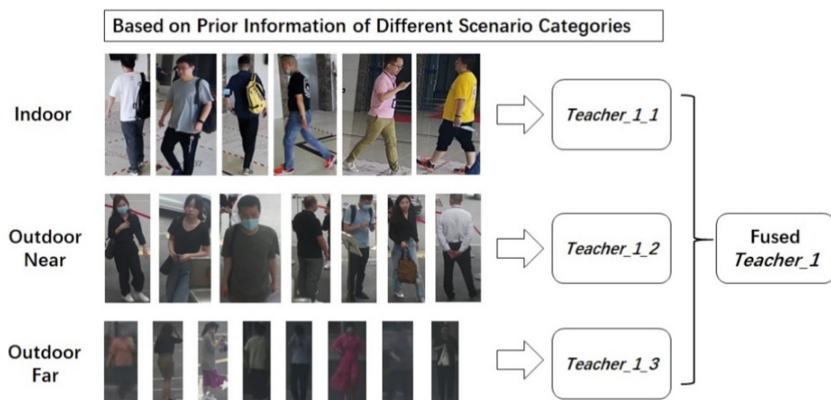 Based on Prior Information of Different Scenario Categories
Indoor
Teacher_1_1
Outdoor
Near
Teacher_1_2
Fused
Teacher_1
Outdoor
Far
Teacher_1_3